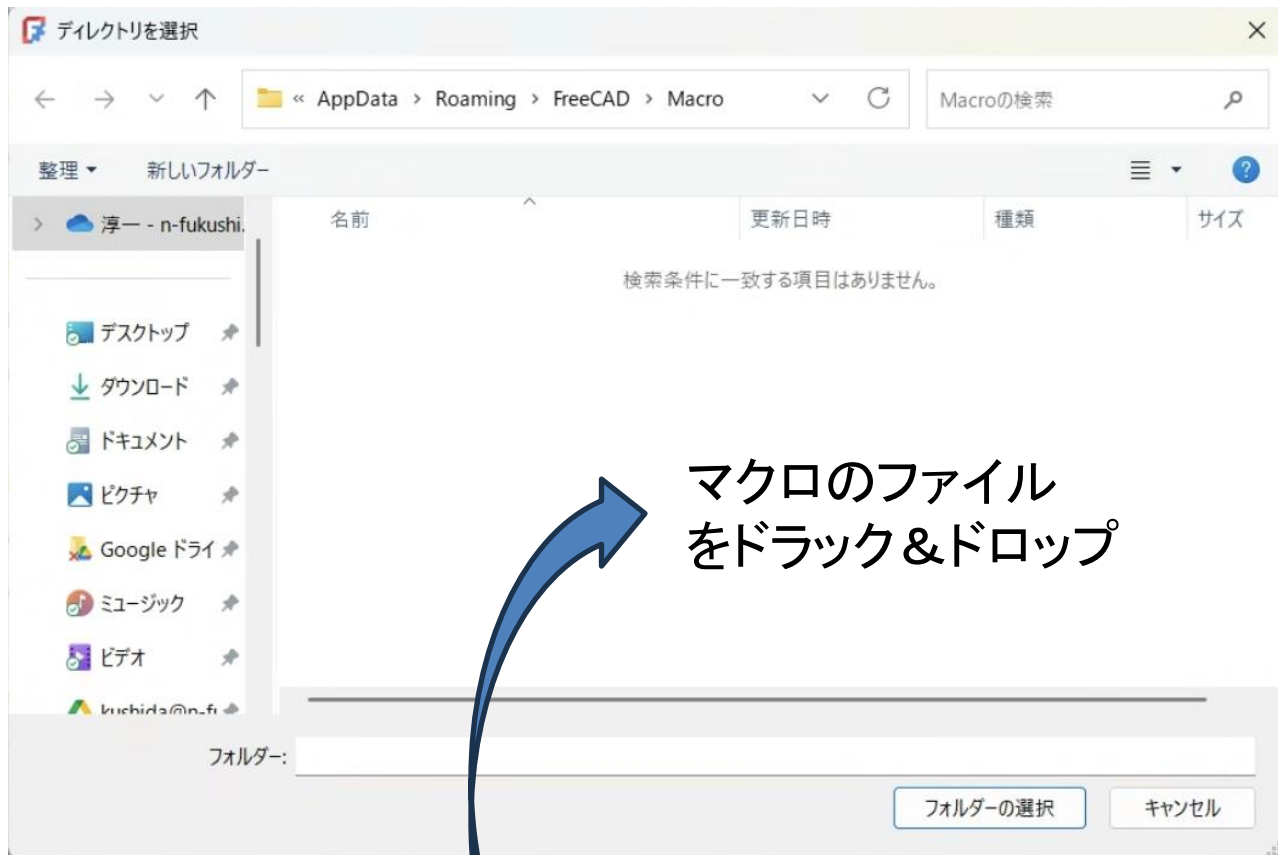 ディレクトリを選択
« AppData > Roaming > FreeCAD > Macro
Macroの検索
整理
新しいフォルダー
淳一 - n-fukushi.
名前
更新日時
種類
サイズ
検索条件に一致する項目はありません。
デスクトップ
ダウンロード
ドキュメント
ピクチャ
Google ドライ
ミュージック
ビデオ
kushida@n-fu
マクロのファイル
をドラック＆ドロップ
フォルダー:
フォルダーの選択
キャンセル